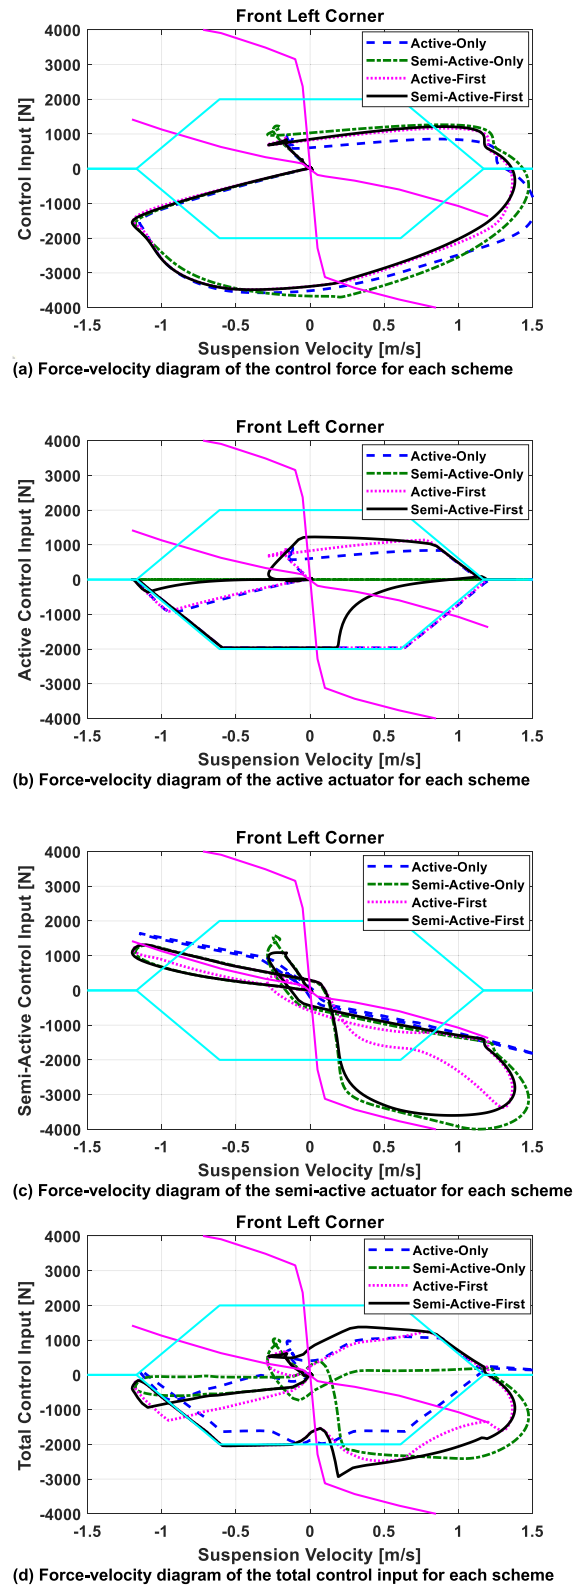 Front Left Corner
4000
3000
2000
1000
0
-1000
-2000
-3000
-4000
Control Input [N]
Active-Only
Semi-Active-Only
Active-First
Semi-Active-First
-1.5 -1 -0.5 0 0.5 1 1.5
Suspension Velocity [m/s]
(a) Force-velocity diagram of the control force for each scheme
Front Left Corner
4000
3000
2000
1000
0
-1000
-2000
-3000
-4000
Active Control Input [N]
Active-Only
Semi-Active-Only
Active-First
Semi-Active-First
-1.5 -1 -0.5 0 0.5 1 1.5
Suspension Velocity [m/s]
(b) Force-velocity diagram of the active actuator for each scheme
Front Left Corner
4000
3000
2000
1000
0
-1000
-2000
-3000
-4000
Semi-Active Control Input [N]
Active-Only
Semi-Active-Only
Active-First
Semi-Active-First
-1.5 -1 -0.5 0 0.5 1 1.5
Suspension Velocity [m/s]
(c) Force-velocity diagram of the semi-active actuator for each scheme
Front Left Corner
4000
3000
2000
1000
0
-1000
-2000
-3000
-4000
Total Control Input [N]
Active-Only
Semi-Active-Only
Active-First
Semi-Active-First
-1.5 -1 -0.5 0 0.5 1 1.5
Suspension Velocity [m/s]
(d) Force-velocity diagram of the total control input for each scheme